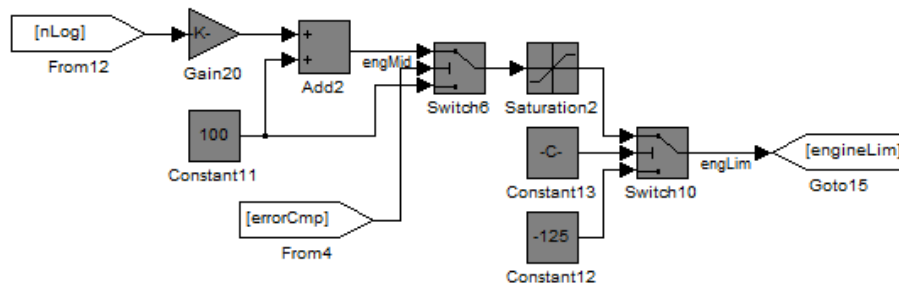 [nLog]
From12
K-
Gain20
+
+
Add2
engMid
Switch6
Saturation2
100
Constant11
[errorCmp]
From4
-C-
Constant13
-125
Constant12
Switch10
engLim
[engineLim]
Goto15